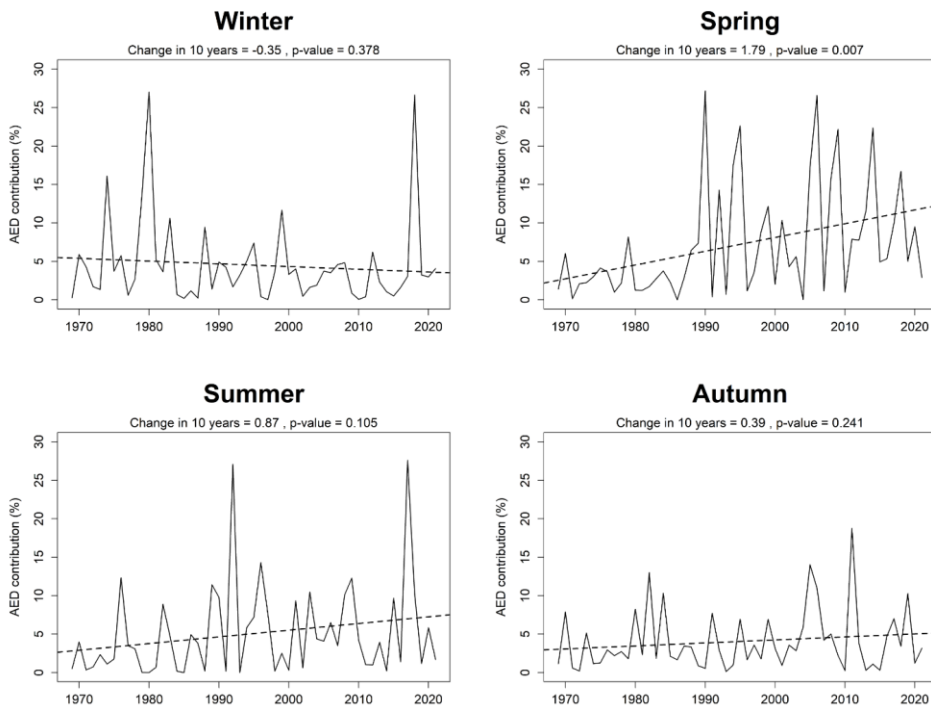 Winter
Change in 10 years = -0.35 , p-value = 0.378
AED contribution (%)
30
25
20
15
10
5
0
1970 1980 1990 2000 2010 2020
Spring
Change in 10 years = 1.79 , p-value = 0.007
AED contribution (%)
30
25
20
15
10
5
0
1970 1980 1990 2000 2010 2020
Summer
Change in 10 years = 0.87 , p-value = 0.105
AED contribution (%)
30
25
20
15
10
5
0
1970 1980 1990 2000 2010 2020
Autumn
Change in 10 years = 0.39 , p-value = 0.241
AED contribution (%)
30
25
20
15
10
5
0
1970 1980 1990 2000 2010 2020